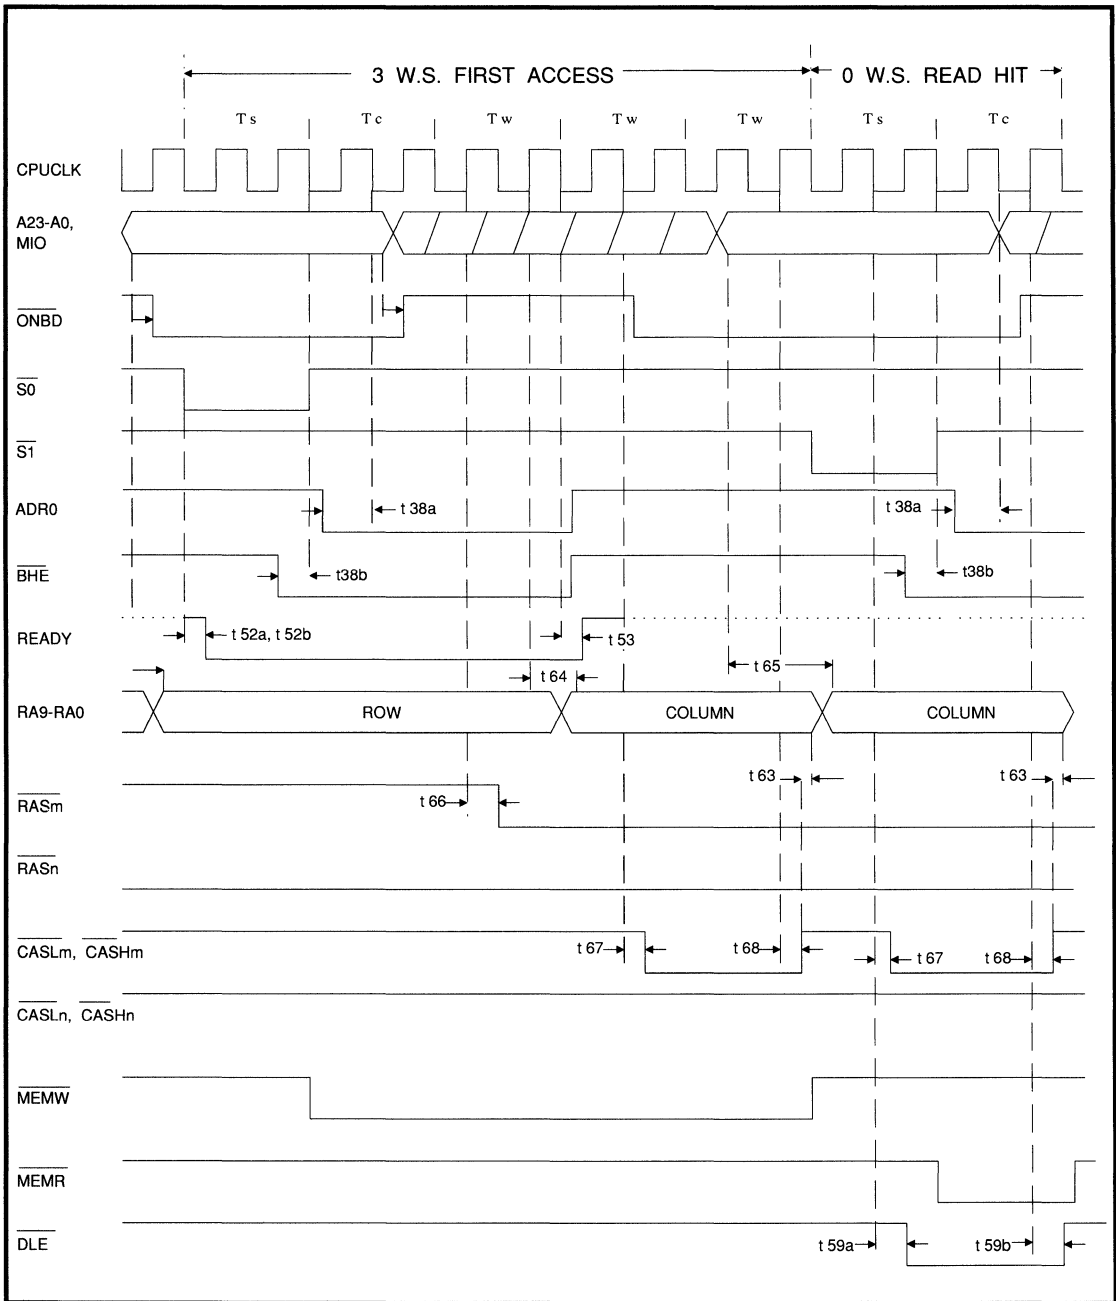 3 W.S. FIRST ACCESS 0 W.S. READ HIT
Ts Tc Tw Tw Tw Ts Tc
CPUCLK
A23-A0,
MIO
ONBD
S0
S1
ADR0 t 38a t 38a
BHE t38b t38b
READY t 52a, t 52b t 53
t 64 t 65
RA9-RA0 ROW COLUMN COLUMN
t 63 t 63
RASm t 66
RASn
CASLm, CASHm t 67 t 68 t 67 t 68
CASLn, CASHn
MEMW
MEMR
DLE t 59a t 59b